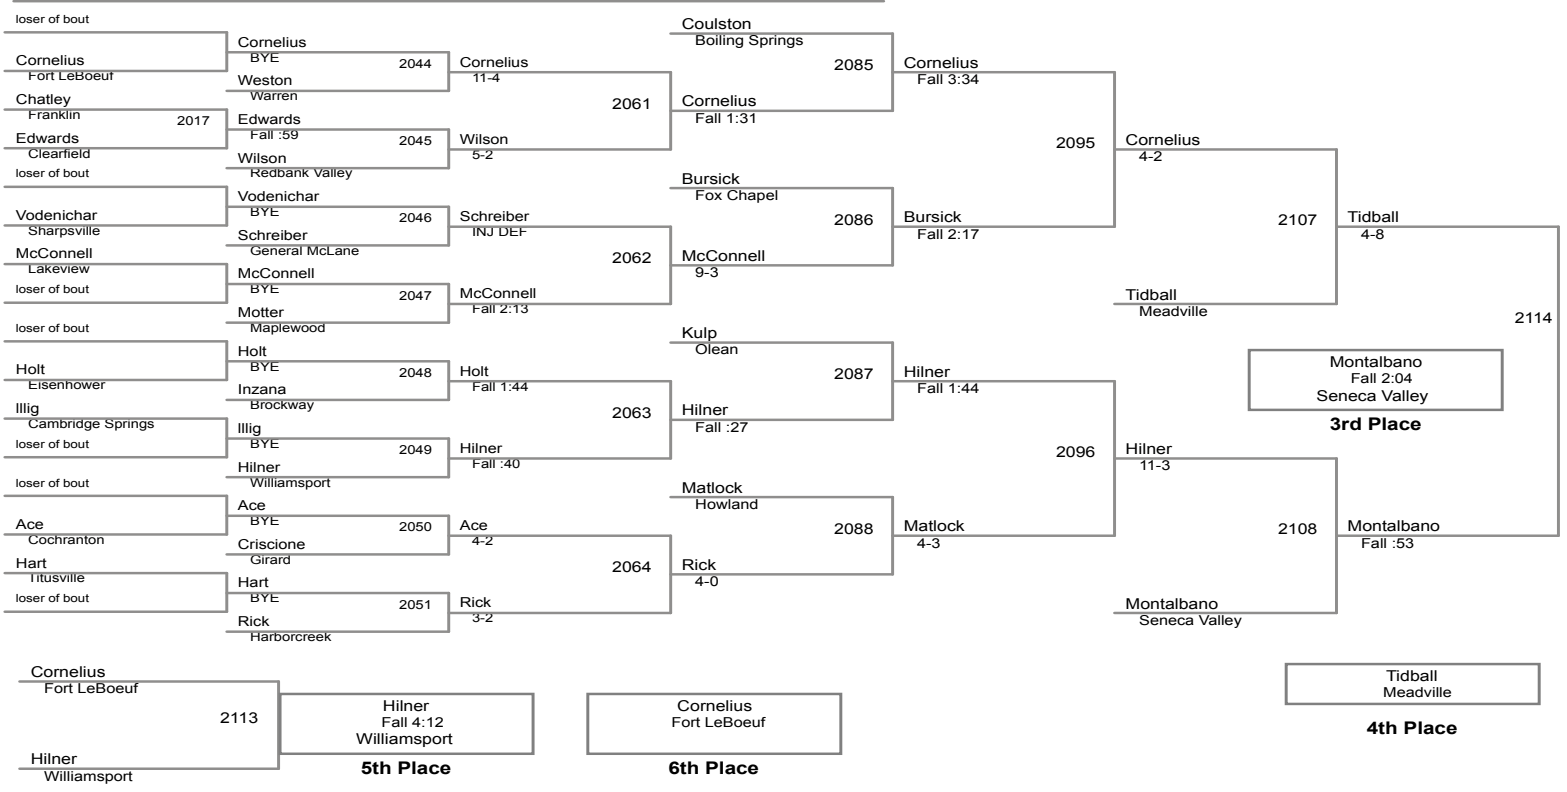 loser of bout
Cornelius
Fort LeBoeuf
Chatley
Franklin
2017
Edwards
Clearfield
loser of bout
Vodenichar
Sharpsville
McConnell
Lakeview
loser of bout
loser of bout
Holt
Eisenhower
Illig
Cambridge Springs
loser of bout
loser of bout
Ace
Cochranton
Hart
Titusville
loser of bout
Cornelius
BYE
2044
Weston
Warren
Edwards
Fall :59
2045
Wilson
Redbank Valley
Vodenichar
BYE
2046
Schreiber
General McLane
McConnell
BYE
2047
Motter
Maplewood
Holt
BYE
2048
Inzana
Brockway
Illig
BYE
2049
Hilner
Williamsport
Ace
BYE
2050
Criscione
Girard
Hart
BYE
2051
Rick
Harborcreek
Cornelius
11-4
2061
Wilson
5-2
Schreiber
INJ DEF
2062
McConnell
Fall 2:13
Holt
Fall 1:44
2063
Hilner
Fall :40
Ace
4-2
2064
Rick
3-2
Coulston
Boiling Springs
2085
Cornelius
Fall 1:31
Bursick
Fox Chapel
2086
McConnell
9-3
Kulp
Olean
2087
Hilner
Fall :27
Matlock
Howland
2088
Rick
4-0
Cornelius
Fall 3:34
2095
Bursick
Fall 2:17
Hilner
Fall 1:44
2096
Matlock
4-3
Cornelius
4-2
2107
Tidball
Meadville
Hilner
11-3
2108
Montalbano
Seneca Valley
Tidball
4-8
2114
Montalbano
Fall :53
Montalbano
Fall 2:04
Seneca Valley
3rd Place
Cornelius
Fort LeBoeuf
2113
Hilner
Williamsport
Hilner
Fall 4:12
Williamsport
5th Place
Cornelius
Fort LeBoeuf
6th Place
Tidball
Meadville
4th Place